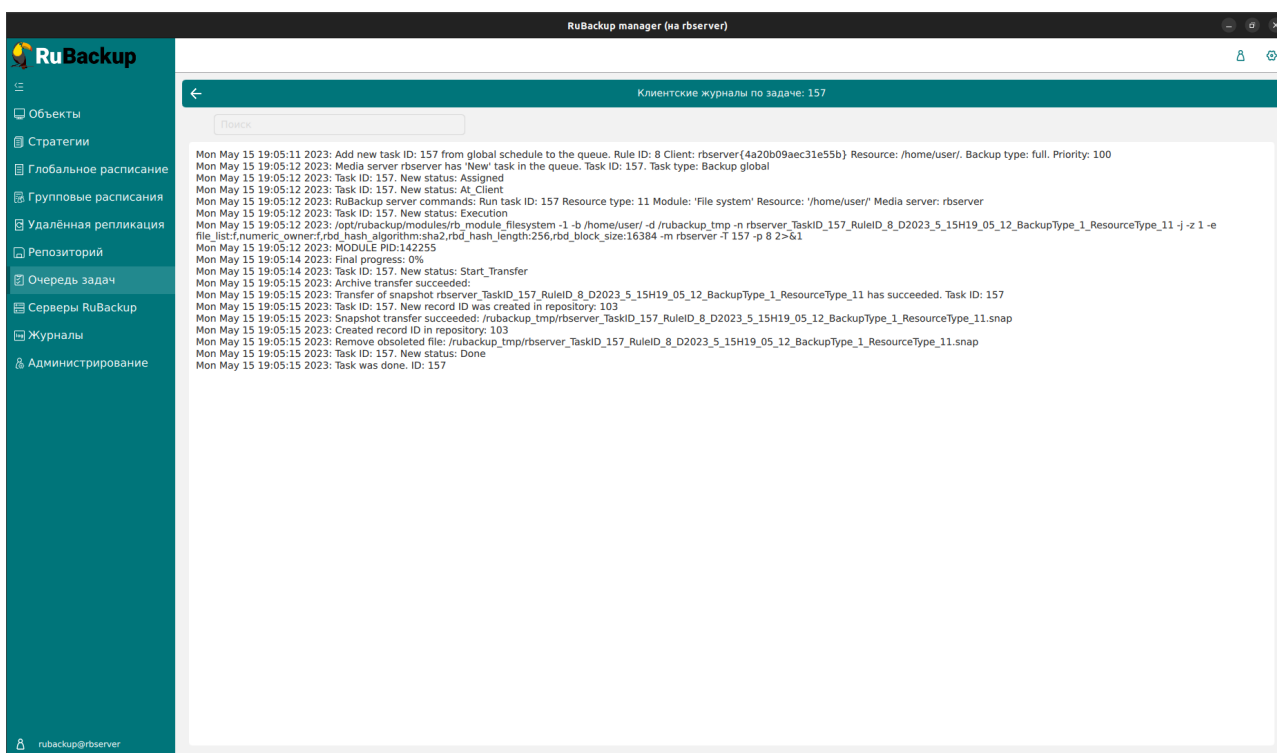 RuBackup manager (на rbserver)
RuBackup
Объекты
Стратегии
Глобальное расписание
Групповые расписания
Удалённая репликация
Репозиторий
Очередь задач
Серверы RuBackup
Журналы
Администрирование
rubackup@rbserver
Клиентские журналы по задаче: 157
Поиск
Mon May 15 19:05:11 2023: Add new task ID: 157 from global schedule to the queue. Rule ID: 8 Client: rbserver{4a20b09aec31e55b} Resource: /home/user/. Backup type: full. Priority: 100
Mon May 15 19:05:12 2023: Media server rbserver has 'New' task in the queue. Task ID: 157. Task type: Backup global
Mon May 15 19:05:12 2023: Task ID: 157. New status: Assigned
Mon May 15 19:05:12 2023: Task ID: 157. New status: At_Client
Mon May 15 19:05:12 2023: RuBackup server commands: Run task ID: 157 Resource type: 11 Module: 'File system' Resource: '/home/user/' Media server: rbserver
Mon May 15 19:05:12 2023: Task ID: 157. New status: Execution
Mon May 15 19:05:12 2023: /opt/rubackup/modules/rb_module_filesystem -1 -b /home/user/ -d /rubackup_tmp -n rbserver_TaskID_157_RuleID_8_D2023_5_15H19_05_12_BackupType_1_ResourceType_11 -j -z 1 -e
file_list:f,numeric_owner:f,rbd_hash_algorithm:sha2,rbd_hash_length:256,rbd_block_size:16384 -m rbserver -T 157 -p 8 2>&1
Mon May 15 19:05:12 2023: MODULE PID:142255
Mon May 15 19:05:14 2023: Final progress: 0%
Mon May 15 19:05:14 2023: Task ID: 157. New status: Start_Transfer
Mon May 15 19:05:15 2023: Archive transfer succeeded:
Mon May 15 19:05:15 2023: Transfer of snapshot rbserver_TaskID_157_RuleID_8_D2023_5_15H19_05_12_BackupType_1_ResourceType_11 has succeeded. Task ID: 157
Mon May 15 19:05:15 2023: Task ID: 157. New record ID was created in repository: 103
Mon May 15 19:05:15 2023: Snapshot transfer succeeded: /rubackup_tmp/rbserver_TaskID_157_RuleID_8_D2023_5_15H19_05_12_BackupType_1_ResourceType_11.snap
Mon May 15 19:05:15 2023: Created record ID in repository: 103
Mon May 15 19:05:15 2023: Remove obsoleted file: /rubackup_tmp/rbserver_TaskID_157_RuleID_8_D2023_5_15H19_05_12_BackupType_1_ResourceType_11.snap
Mon May 15 19:05:15 2023: Task ID: 157. New status: Done
Mon May 15 19:05:15 2023: Task was done. ID: 157